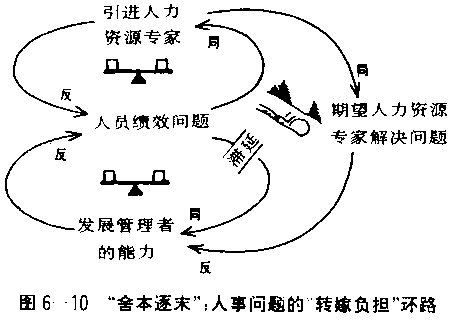 引进人力
资源专家
同
同
反
人员绩效问题
期望人力资源
专家解决问题
反
滞延
发展管理者
的能力
同
反
图6-10 “舍本逐末”:人事问题的“转嫁负担”环路